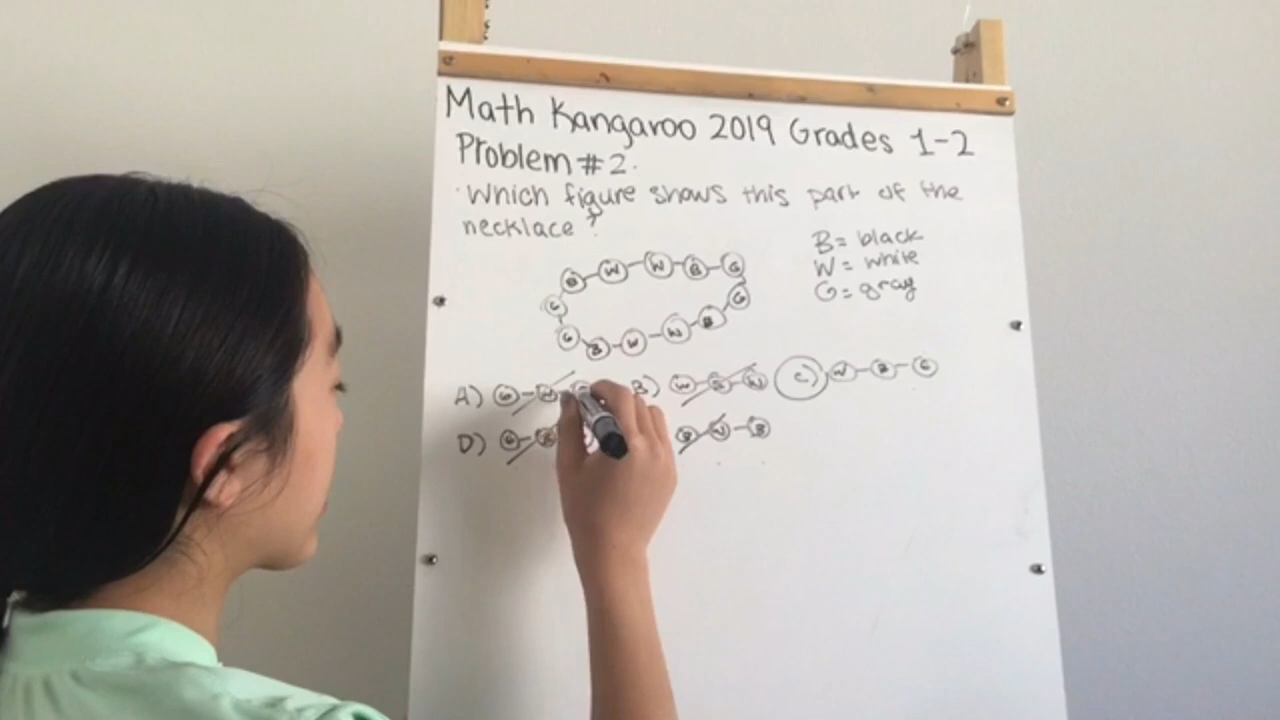 Math Kangaroo 2019 Grades 1-2
Problem #2.
Which figure shows this part of the
necklace?
B = black
W = white
G = gray
B W W B G
G G
G B W W B
A) G B) W C) W B G
D) G B W B